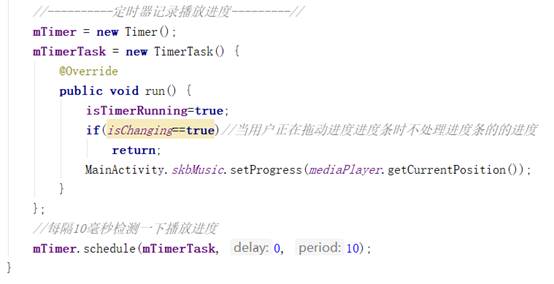 //----------定时器记录播放进度---------//
mTimer = new Timer();
mTimerTask = new TimerTask() {
@Override
public void run() {
isTimerRunning=true;
if(isChanging==true)//当用户正在拖动进度进度条时不处理进度条的的进度
return;
MainActivity.skbMusic.setProgress(mediaPlayer.getCurrentPosition());
}
};
//每隔10毫秒检测一下播放进度
mTimer.schedule(mTimerTask, delay: 0, period: 10);
}